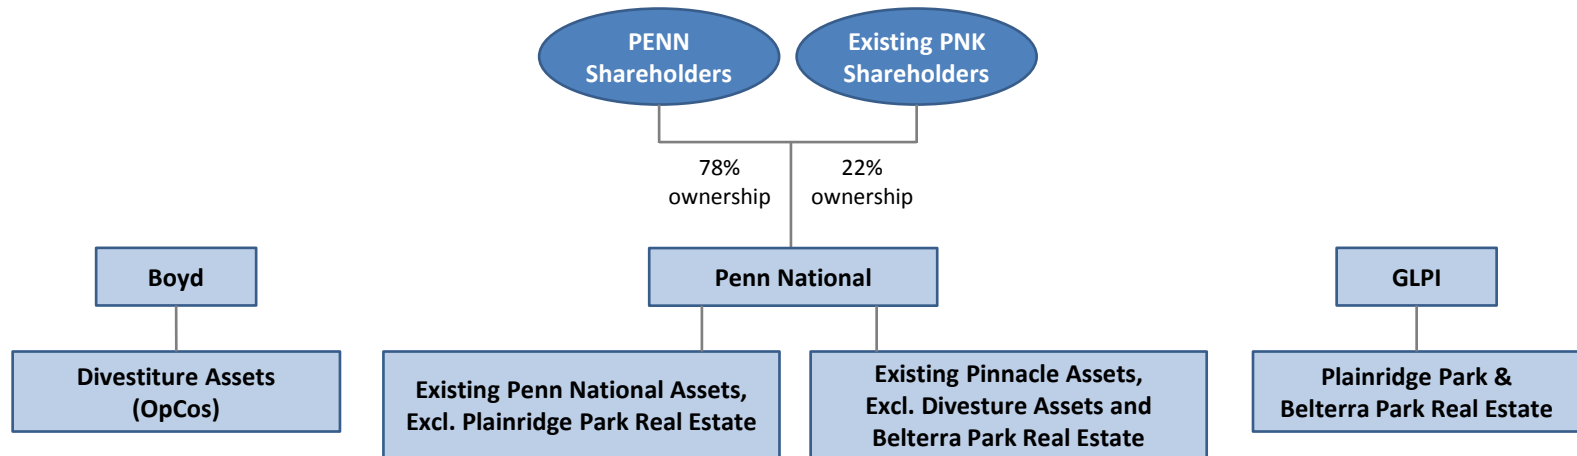 PENN
Shareholders
Existing PNK
Shareholders
78%
ownership
22%
ownership
Boyd
Penn National
GLPI
Divestiture Assets
(OpCos)
Existing Penn National Assets,
Excl. Plainridge Park Real Estate
Existing Pinnacle Assets,
Excl. Divesture Assets and
Belterra Park Real Estate
Plainridge Park &
Belterra Park Real Estate